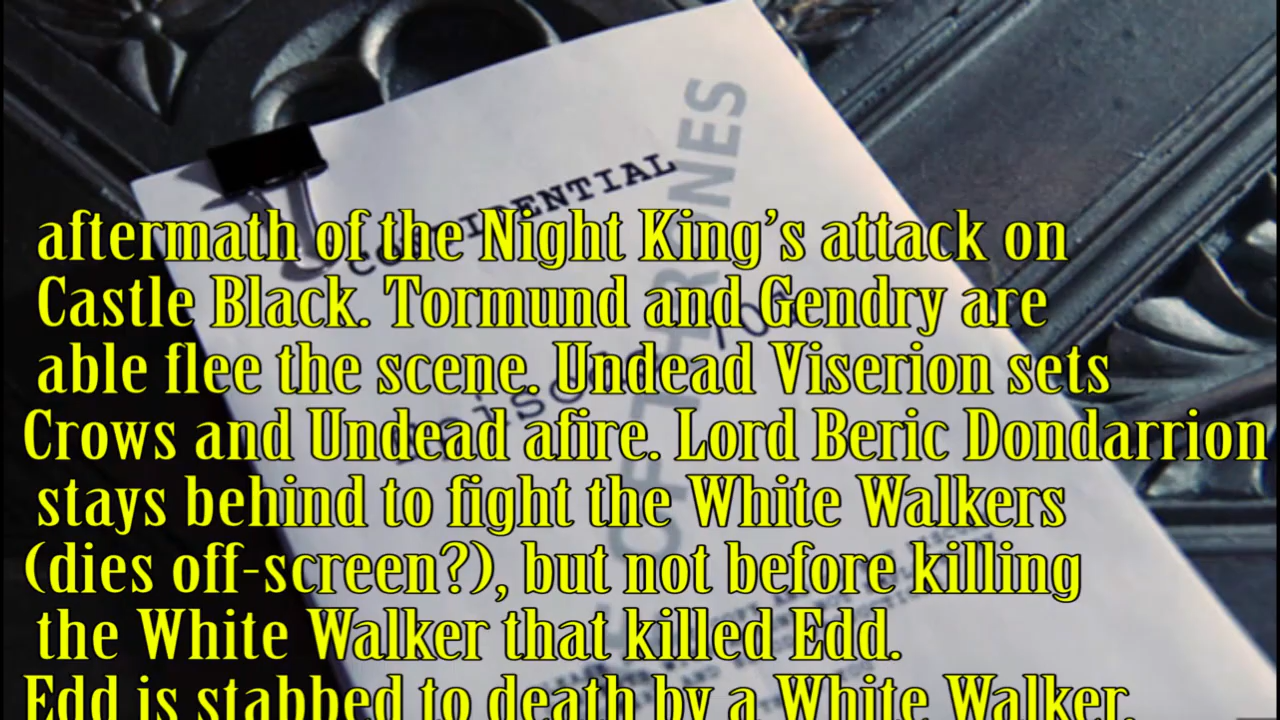 CONFIDENTIAL
aftermath of the Night King's attack on
Castle Black. Tormund and Gendry are
able flee the scene. Undead Viserion sets
Crows and Undead afire. Lord Beric Dondarrion
stays behind to fight the White Walkers
(dies off-screen?), but not before killing
the White Walker that killed Edd.
Edd is stabbed to death by a White Walker.